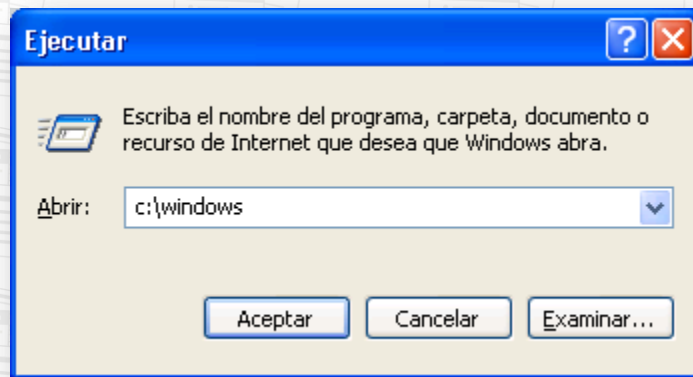 Ejecutar
Escriba el nombre del programa, carpeta, documento o
recurso de Internet que desea que Windows abra.
Abrir: c:\windows
Aceptar Cancelar Examinar...